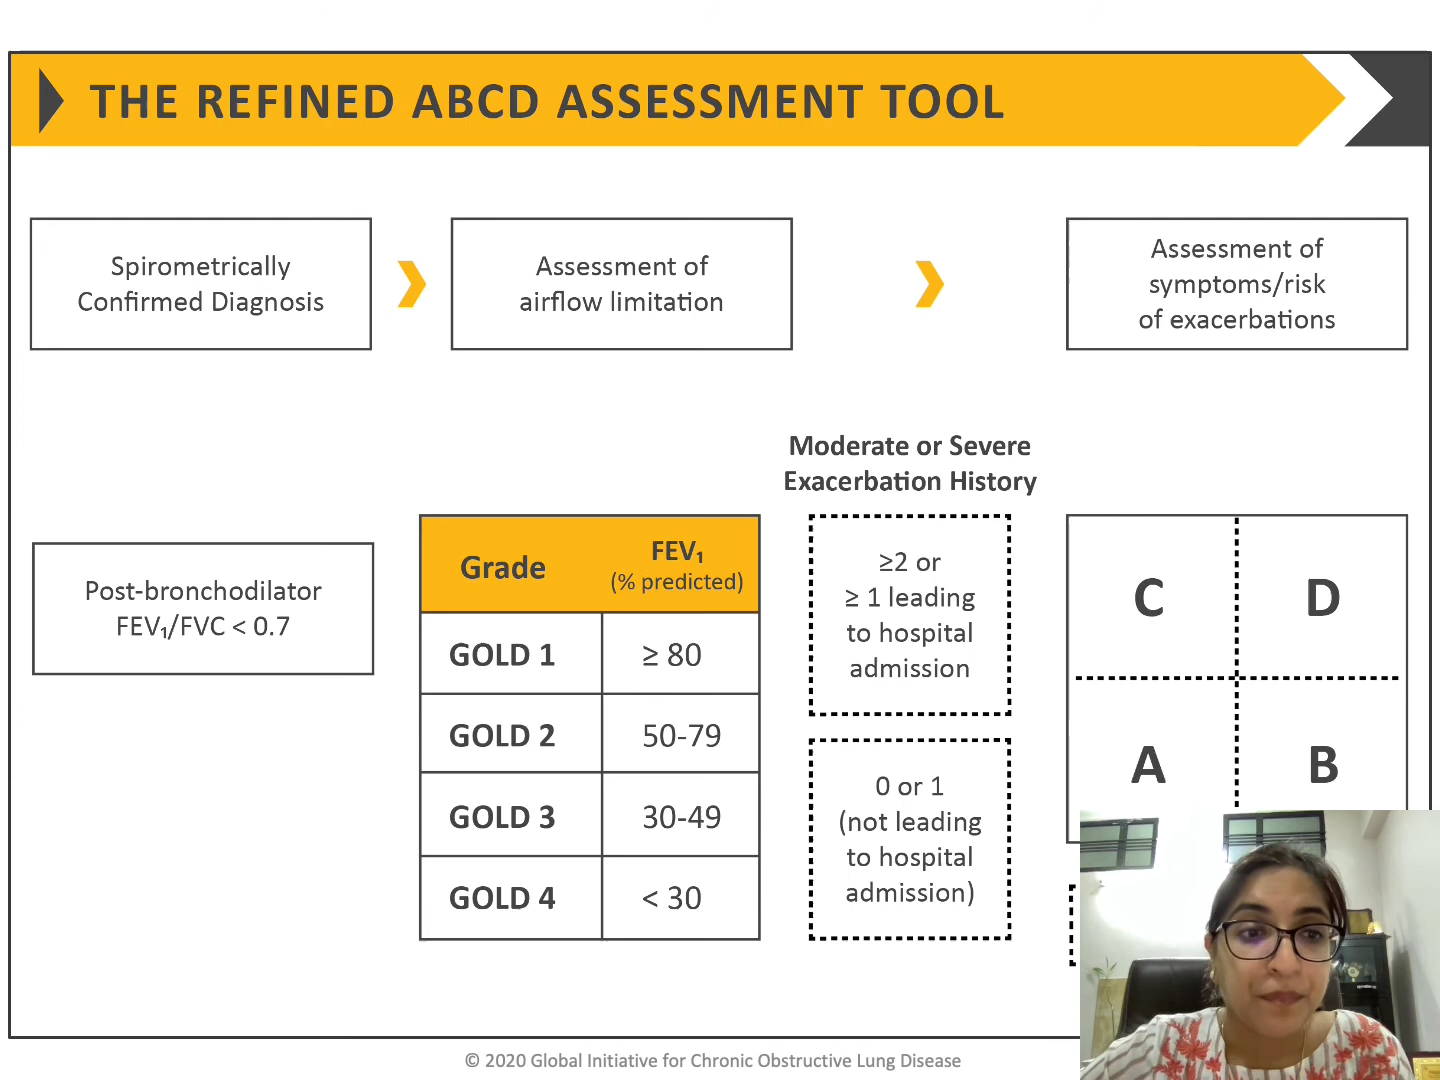 THE REFINED ABCD ASSESSMENT TOOL
Spirometrically
Confirmed Diagnosis
Assessment of
airflow limitation
Assessment of
symptoms/risk
of exacerbations
Post-bronchodilator
FEV₁/FVC < 0.7
Grade
FEV₁
(% predicted)
GOLD 1
≥ 80
GOLD 2
50-79
GOLD 3
30-49
GOLD 4
< 30
Moderate or Severe
Exacerbation History
≥2 or
≥ 1 leading
to hospital
admission
0 or 1
(not leading
to hospital
admission)
C
D
A
B
© 2020 Global Initiative for Chronic Obstructive Lung Disease